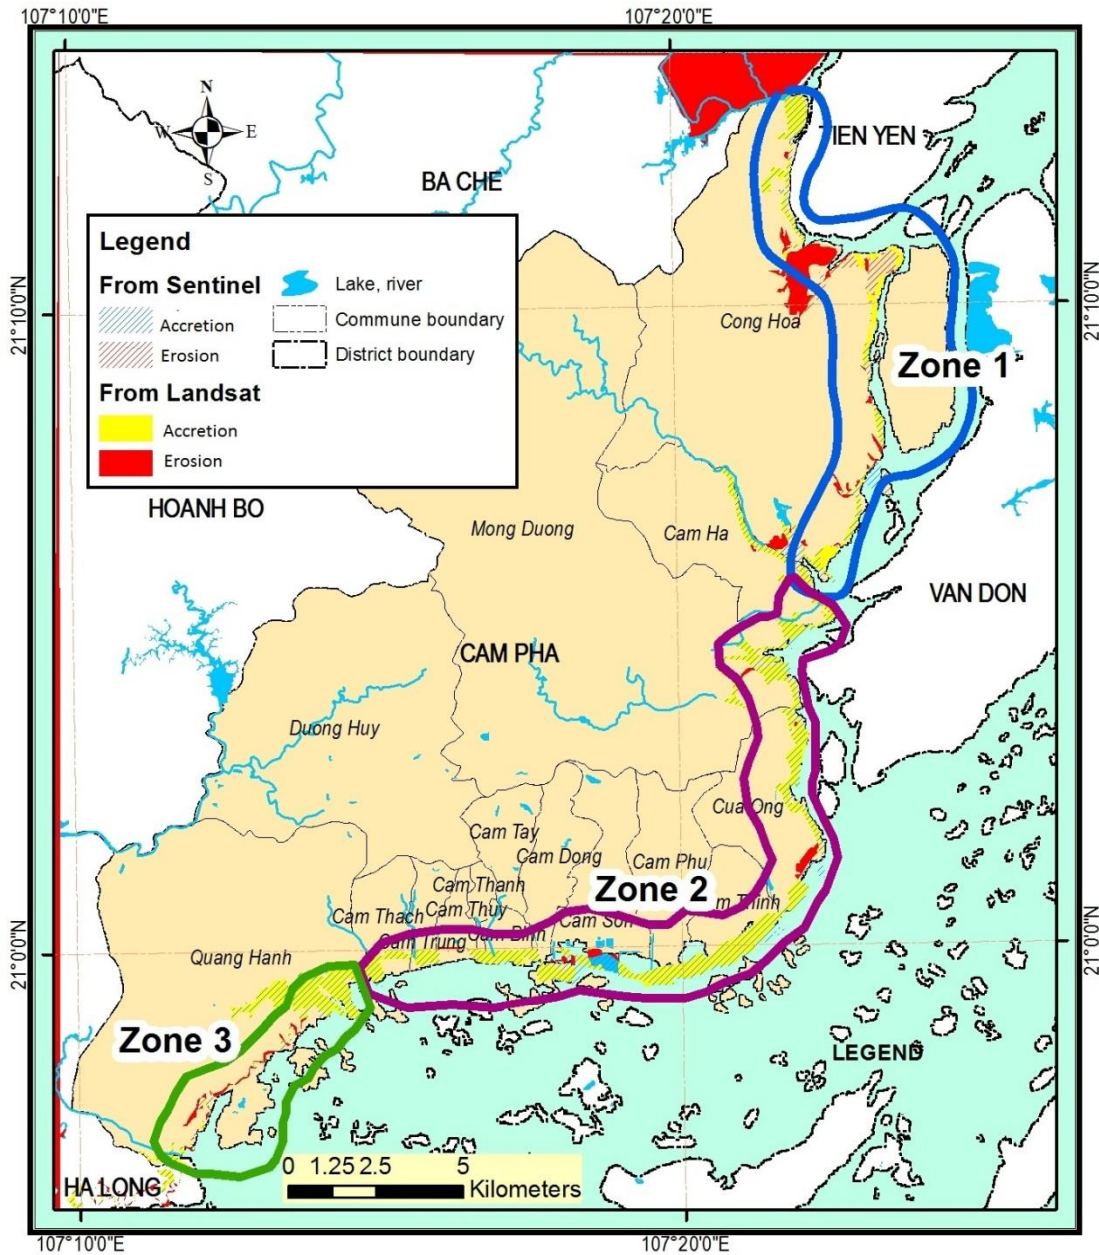 107°10'0"E
107°20'0"E
N
W E
S
TIEN YEN
BA CHE
Legend
From Sentinel
Accretion
Erosion
From Landsat
Accretion
Erosion
Lake, river
Commune boundary
District boundary
21°10'0"N
21°10'0"N
Cong Hoa
Zone 1
HOANH BO
Mong Duong
Cam Ha
VAN DON
CAM PHA
Duong Huy
Cua Ong
Cam Tay
Cam Dong
Cam Phu
Cam Thanh
Zone 2
Cam Thach
Cam Thuy
Cam Son
Cam Trung
Quang Hanh
21°0'0"N
21°0'0"N
Zone 3
LEGEND
0 1.25 2.5 5
Kilometers
HA LONG
107°10'0"E
107°20'0"E